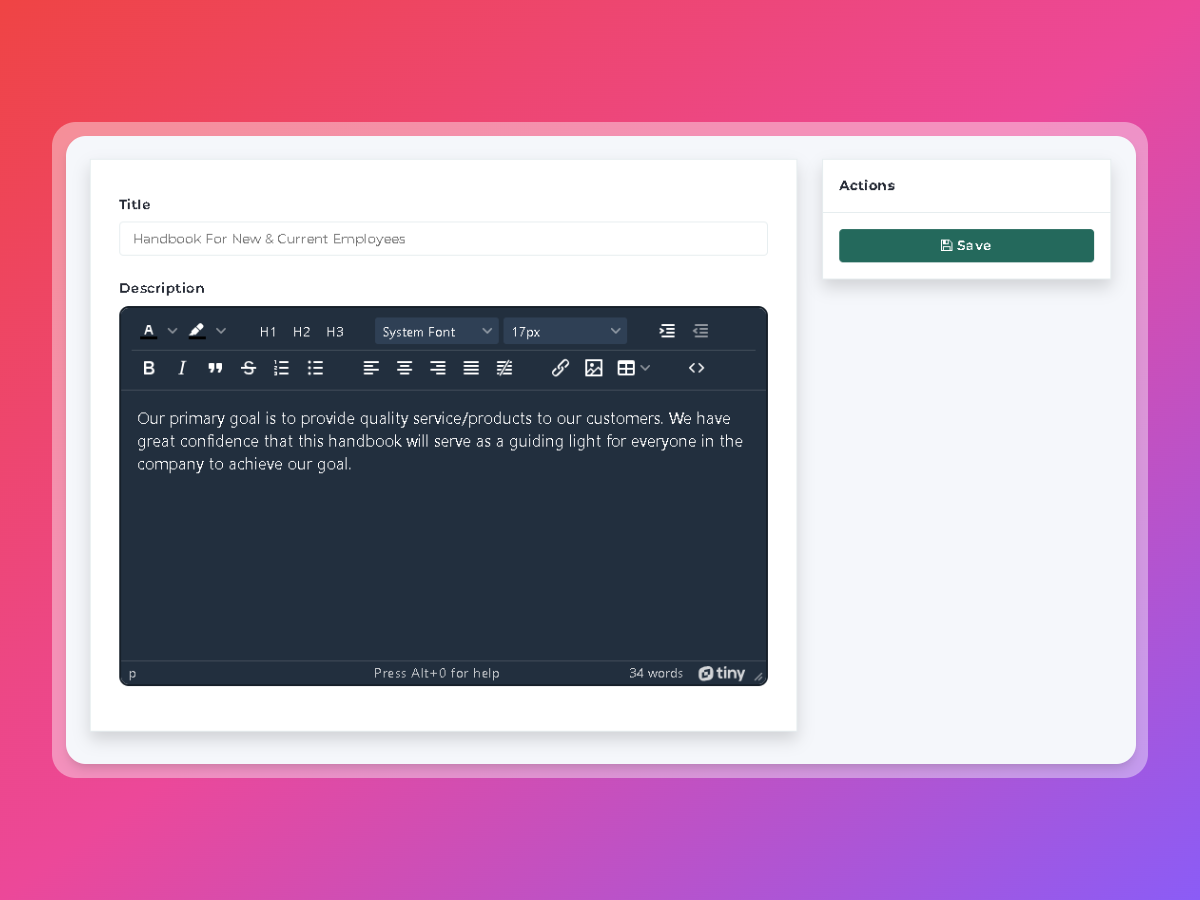 Title
Handbook For New & Current Employees
Description
A H1 H2 H3 System Font 17px
B I S
Our primary goal is to provide quality service/products to our customers. We have
great confidence that this handbook will serve as a guiding light for everyone in the
company to achieve our goal.
p Press Alt+0 for help 34 words tiny
Actions
Save